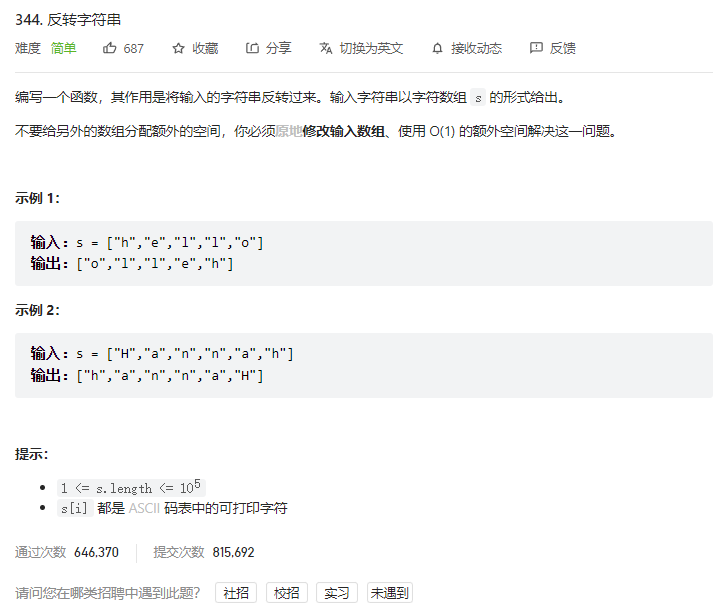 344. 反转字符串
难度 简单 687 收藏 分享 切换为英文 接收动态 反馈
编写一个函数，其作用是将输入的字符串反转过来。输入字符串以字符数组 s 的形式给出。
不要给另外的数组分配额外的空间，你必须原地修改输入数组、使用 O(1) 的额外空间解决这一问题。
示例 1：
输入：s = ["h","e","l","l","o"]
输出：["o","l","l","e","h"]
示例 2：
输入：s = ["H","a","n","n","a","h"]
输出：["h","a","n","n","a","H"]
提示：
1 <= s.length <= 10⁵
s[i] 都是 ASCII 码表中的可打印字符
通过次数 646,370 提交次数 815,692
请问您在哪类招聘中遇到此题？ 社招 校招 实习 未遇到